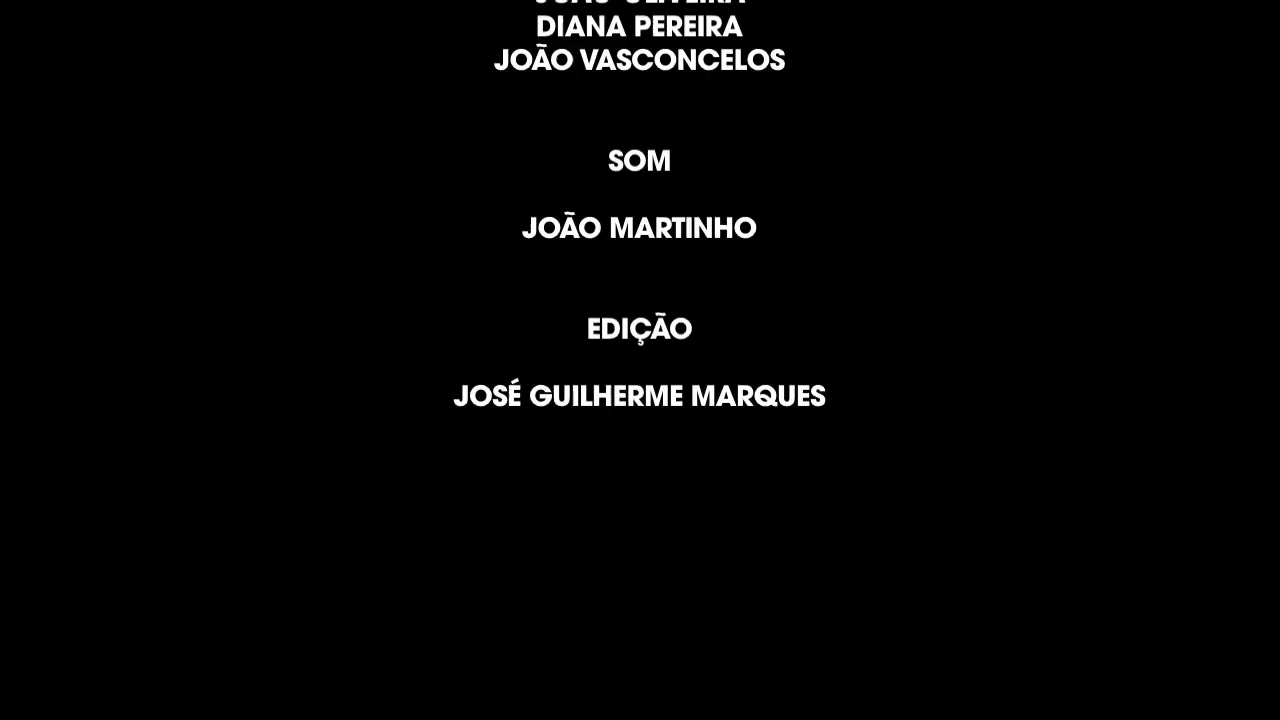 DIANA PEREIRA
JOÃO VASCONCELOS
SOM
JOÃO MARTINHO
EDIÇÃO
JOSÉ GUILHERME MARQUES